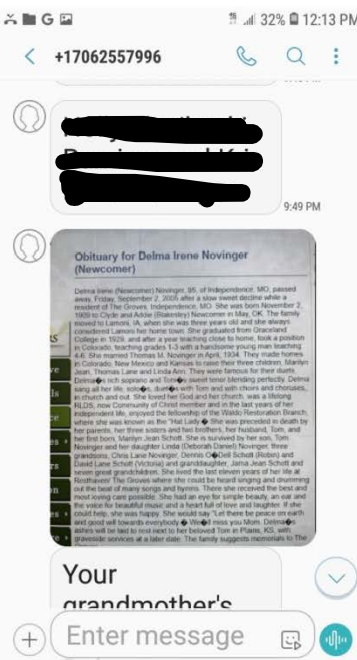 32% 12:13 PM
+17062557996
9:49 PM
Obituary for Delma Irene Novinger
(Newcomer)
Delma Irene (Newcomer) Novinger, 95, of Independence, MO, passed
away, Friday, September 2, 2005 after a slow sweet decline while a
resident of The Groves, Independence, MO. She was born November 2,
1909 to Clyde and Addie (Blakestey) Newcomer in May, OK. The family
moved to Lamoni, IA, when she was three years old and she always
considered Lamoni her home town. She graduated from Graceland
College in 1929, and after a year teaching close to home, took a position
in Colorado, teaching grades 1-3 with a handsome young man teaching
4-6. She married Thomas M. Novinger in April, 1934. They made homes
in Colorado, New Mexico and Kansas to raise their three children, Marilyn
Jean, Thomas Lane and Linda Ann. They were famous for their duets.
Delma�s rich soprano and Tom�s sweet tenor blending perfectly. Delma
sang all her life, solo�s, duet�s with Tom and with choirs and choruses,
in church and out. She loved her God and her church, was a lifelong
RLDS, now Community of Christ member and in the last years of her
independent life, enjoyed the fellowship of the Waldo Restoration Branch,
where she was known as the "Hat Lady � She was preceded in death by
her parents, her three sisters and two brothers, her husband, Tom, and
her first born, Marilyn Jean Schott. She is survived by her son, Tom
Novinger and her daughter Linda (Deborah Daniel) Novinger, three
grandsons, Chris Lane Novinger, Dennis O�Dell Schott (Robin) and
David Lane Schott (Victoria) and granddaughter, Jama Jean Schott and
seven great grandchildren. She lived the last eleven years of her life at
Resthaven/ The Groves where she could be heard singing and drumming
out the beat of many songs and hymns. There she received the best and
most loving care possible. She had an eye for simple beauty, an ear and
the voice for beautiful music and a heart full of love and laughter. If she
could help, she was happy. She would say "Let there be peace on earth
and good will towards everybody � We�ll miss you Mom. Delma�s
ashes will be laid to rest next to her beloved Tom in Plains, KS, with
graveside services at a later date. The family suggests memorials to The
Your
grandmother's
Enter message